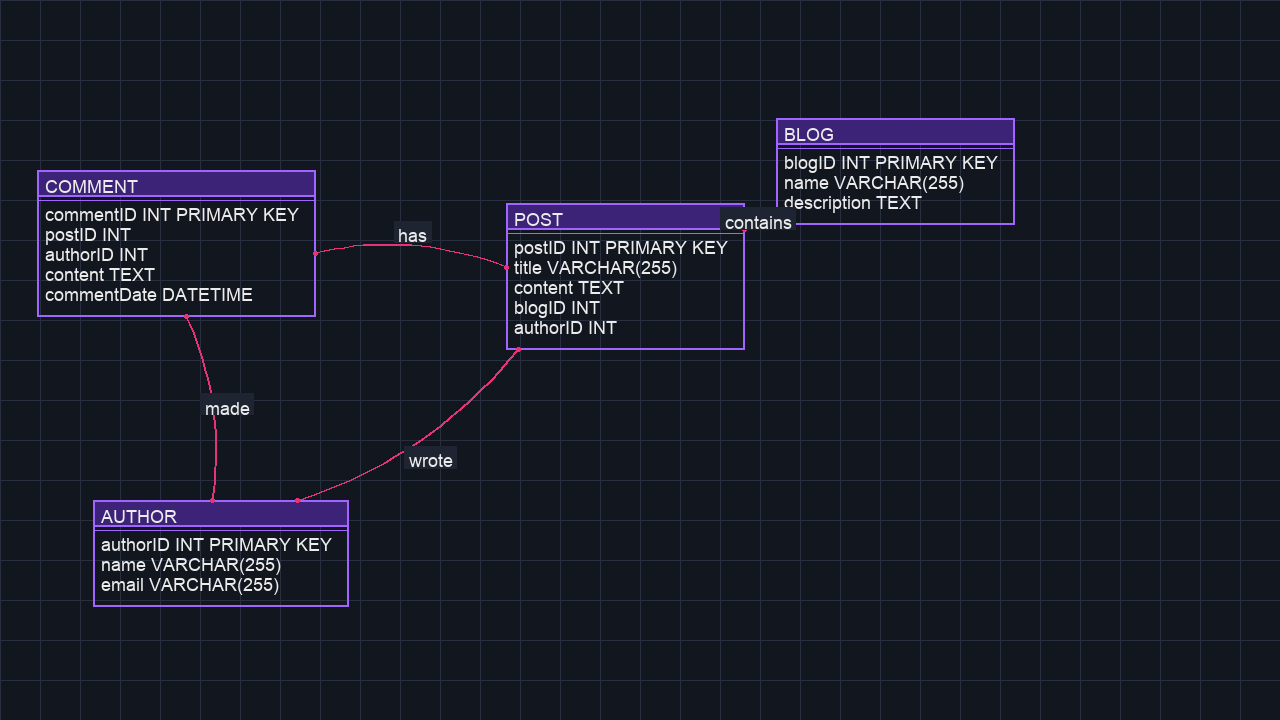 BLOG
blogID INT PRIMARY KEY
name VARCHAR(255)
description TEXT
COMMENT
commentID INT PRIMARY KEY
postID INT
authorID INT
content TEXT
commentDate DATETIME
has
POST
postID INT PRIMARY KEY
title VARCHAR(255)
content TEXT
blogID INT
authorID INT
contains
made
wrote
AUTHOR
authorID INT PRIMARY KEY
name VARCHAR(255)
email VARCHAR(255)